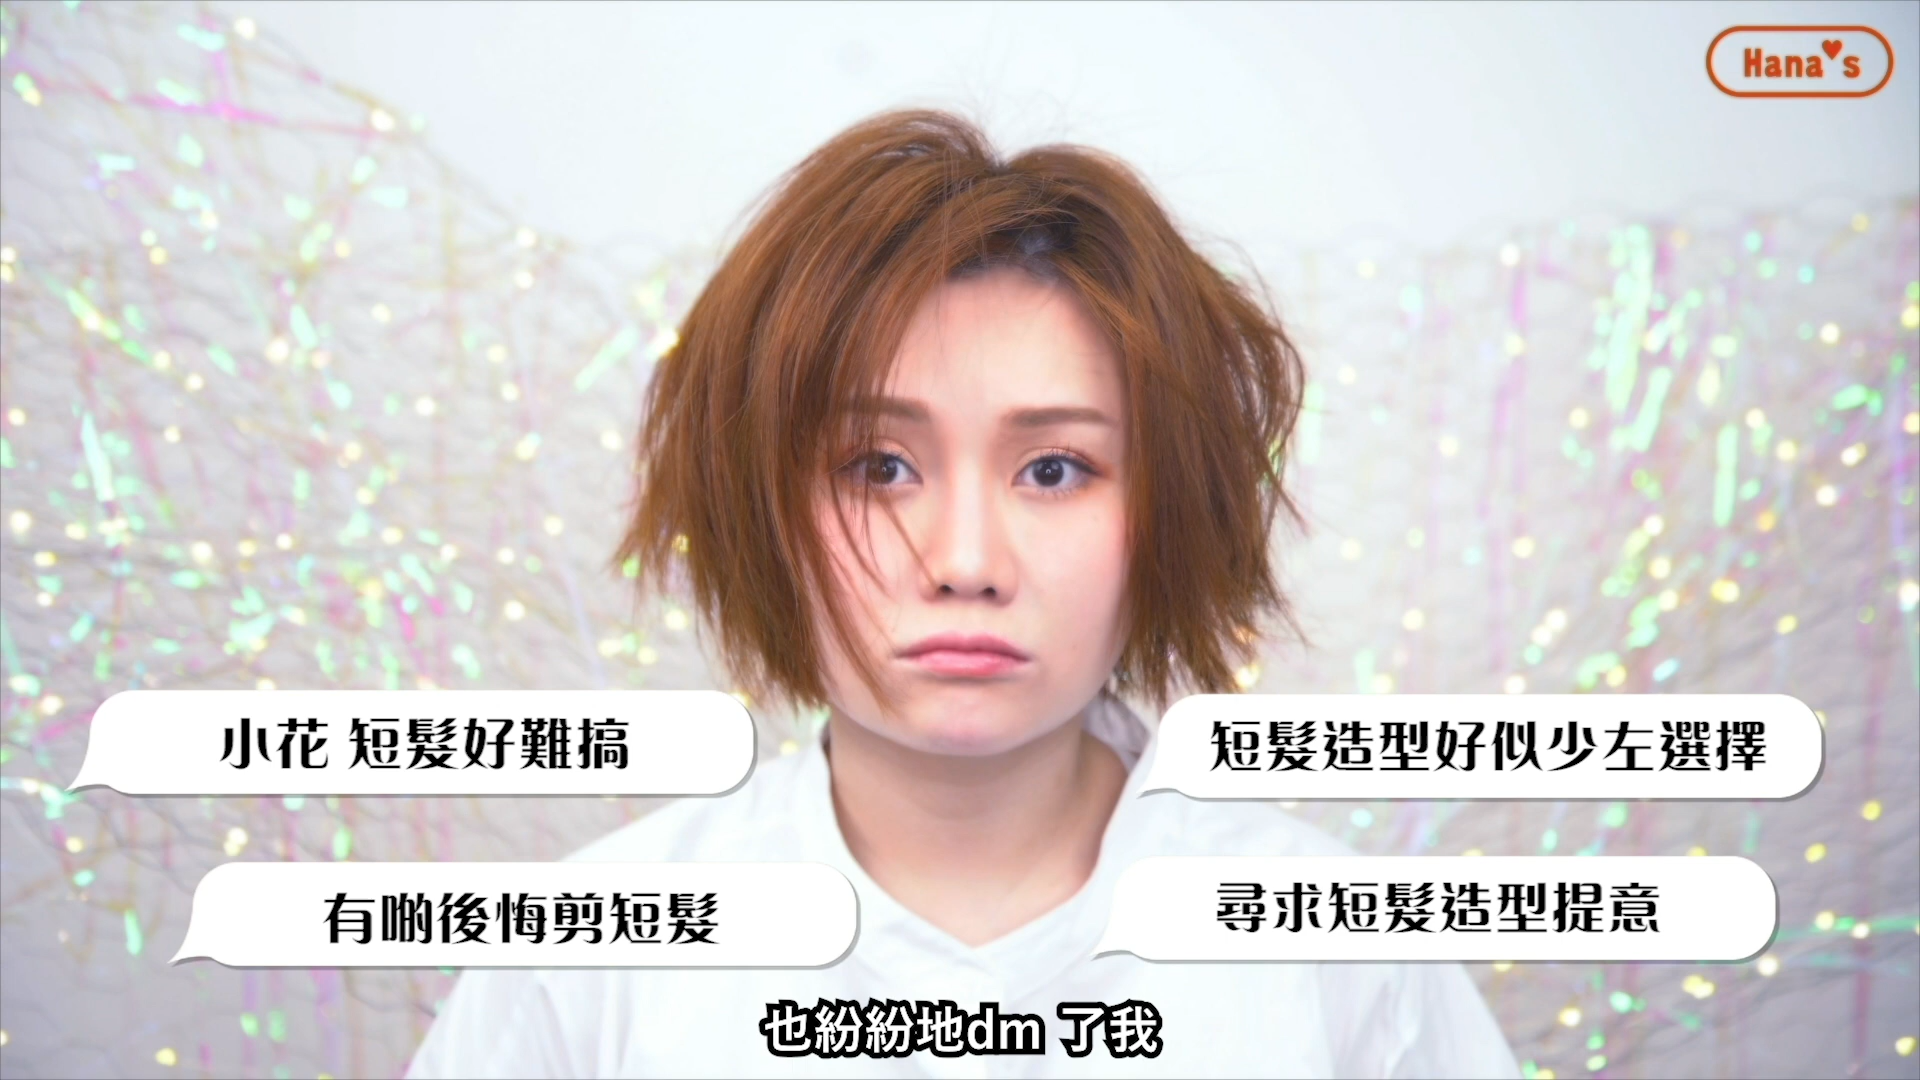 Hana♥s
小花 短髮好難搞
短髮造型好似少左選擇
有啲後悔剪短髮
尋求短髮造型提意
也紛紛地dm 了我